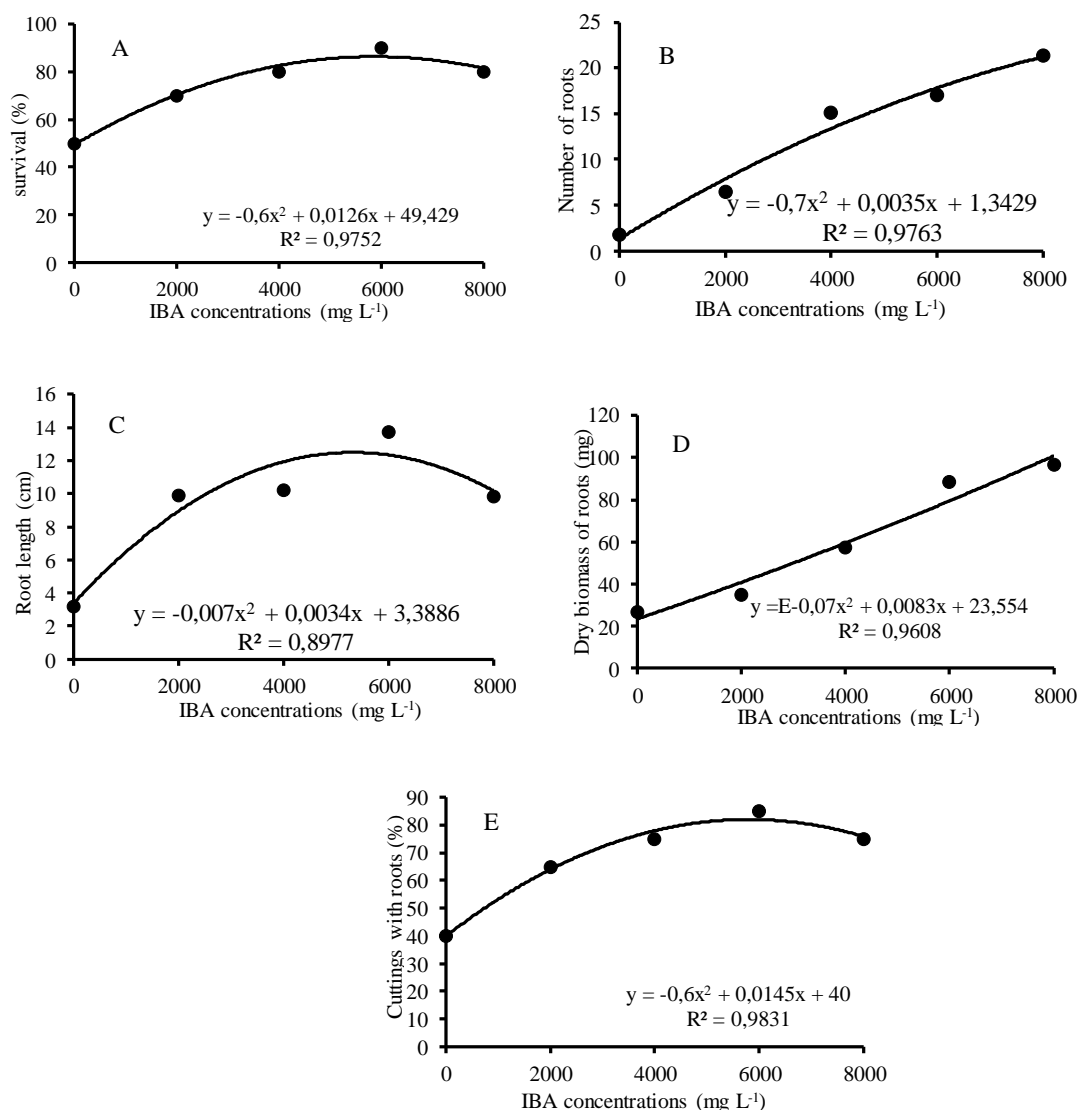 A
survival (%)
100
80
60
40
20
0
y = -0,6x² + 0,0126x + 49,429
R² = 0,9752
0 2000 4000 6000 8000
IBA concentrations (mg L⁻¹)
B
Number of roots
25
20
15
10
5
0
y = -0,7x² + 0,0035x + 1,3429
R² = 0,9763
0 2000 4000 6000 8000
IBA concentrations (mg L⁻¹)
C
Root length (cm)
16
14
12
10
8
6
4
2
0
y = -0,007x² + 0,0034x + 3,3886
R² = 0,8977
0 2000 4000 6000 8000
IBA concentrations (mg L⁻¹)
D
Dry biomass of roots (mg)
120
100
80
60
40
20
0
y =E-0,07x² + 0,0083x + 23,554
R² = 0,9608
0 2000 4000 6000 8000
IBA concentrations (mg L⁻¹)
E
Cuttings with roots (%)
90
80
70
60
50
40
30
20
10
0
y = -0,6x² + 0,0145x + 40
R² = 0,9831
0 2000 4000 6000 8000
IBA concentrations (mg L⁻¹)